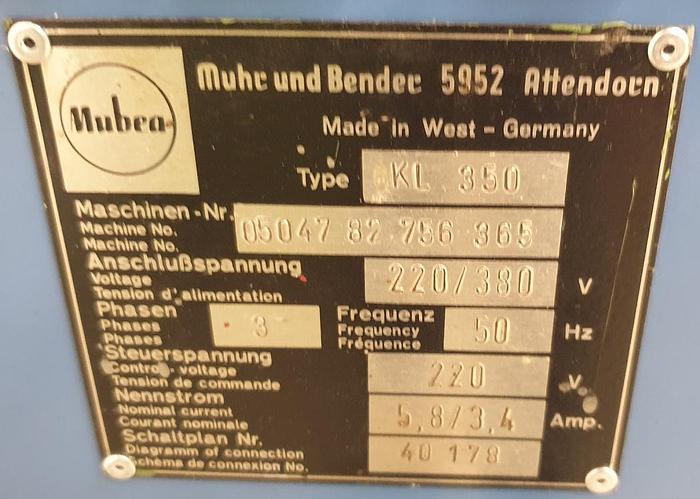 Mubea
Muhr und Bender 5952 Attendorn
Made in West - Germany
Type KL 350
Maschinen-Nr. 05047 82 756 365
Machine No.
Machine No.
Anschlußspannung 220/380 V
Voltage
Tension d'alimentation
Phasen 3 Frequenz 50 Hz
Phases Frequency
Phases Fréquence
Steuerspannung 220 V
Control - voltage
Tension de commande
Nennstrom 5,8/3,4 Amp.
Nominal current
Courant nominale
Schaltplan Nr. 40 178
Diagramm of connection
Schéma de connexion No.